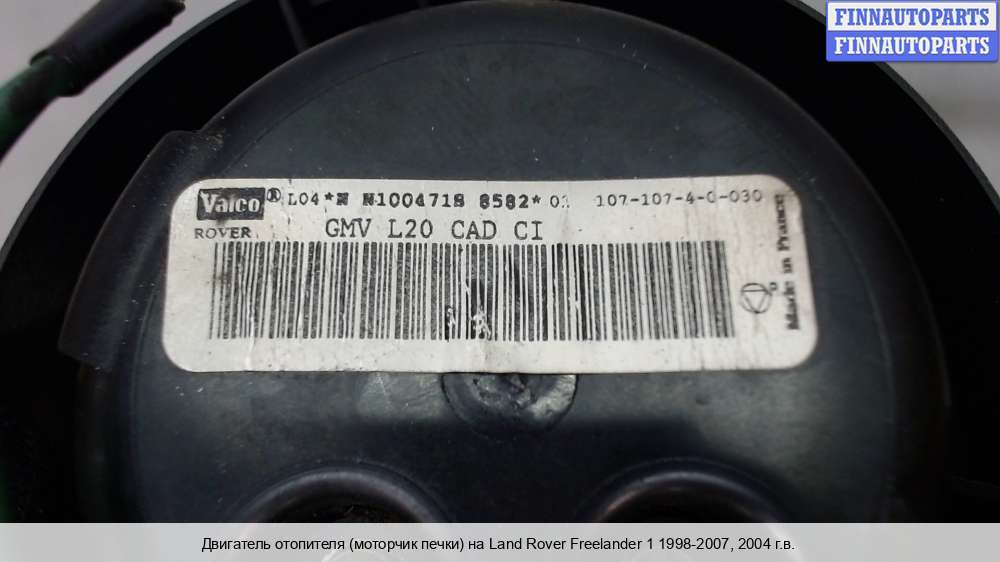 FINNAUTOPARTS
FINNAUTOPARTS
Valeo® L04*N N1004718 8582* 107-107-4-0-030
ROVER GMV L20 CAD CI
Made in France
Двигатель отопителя (моторчик печки) на Land Rover Freelander 1 1998-2007, 2004 г.в.